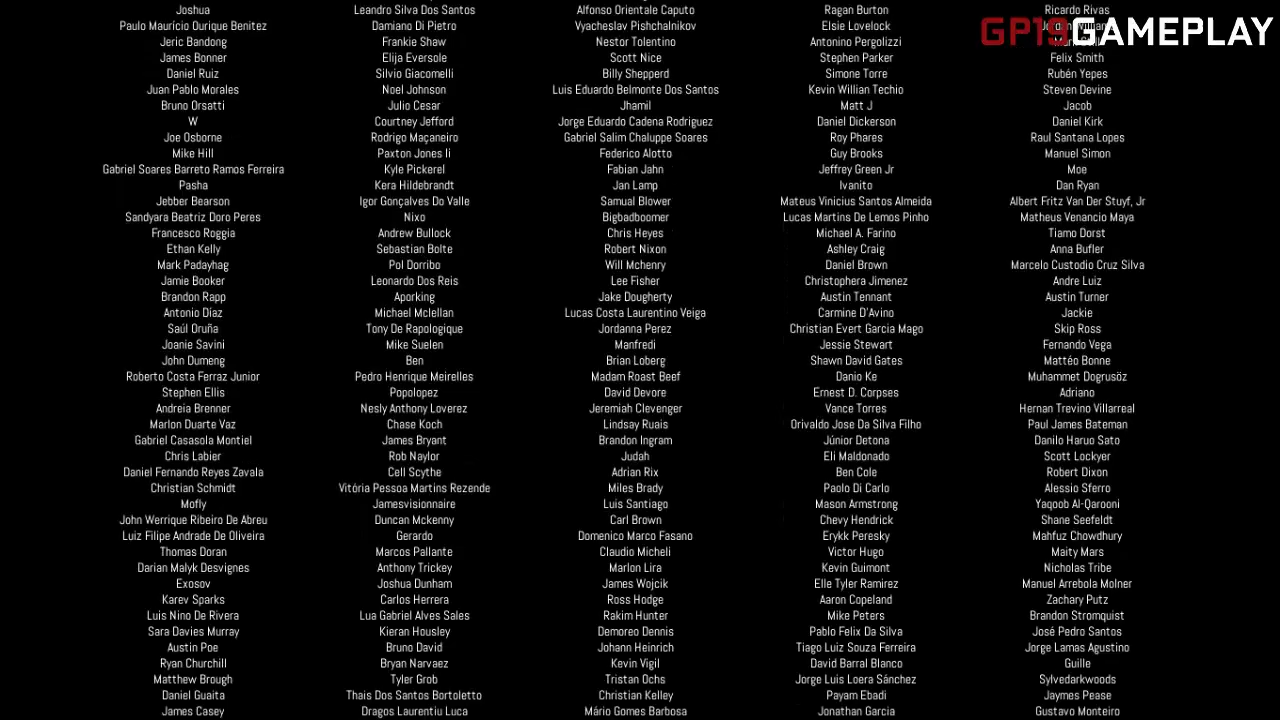 Joshua Leandro Silva Dos Santos Alfonso Orientale Caputo Ragan Burton Ricardo Rivas
Paulo Maurício Ourique Benitez Damiano Di Pietro Vyacheslav Pishchalnikov Elsie Lovelock
GP19GAMEPLAY
Jeric Bandong Frankie Shaw Nestor Tolentino Antonino Pergolizzi
James Bonner Elija Eversole Scott Nice Stephen Parker Felix Smith
Daniel Ruiz Silvio Giacomelli Billy Shepperd Simone Torre Rubén Yepes
Juan Pablo Morales Noel Johnson Luis Eduardo Belmonte Dos Santos Kevin Willian Techio Steven Devine
Bruno Orsatti Julio Cesar Jhamil Matt J Jacob
W Courtney Jefford Jorge Eduardo Cadena Rodriguez Daniel Dickerson Daniel Kirk
Joe Osborne Rodrigo Maçaneiro Gabriel Salim Chaluppe Soares Roy Phares Raul Santana Lopes
Mike Hill Paxton Jones Ii Federico Alotto Guy Brooks Manuel Simon
Gabriel Soares Barreto Ramos Ferreira Kyle Pickerel Fabian Jahn Jeffrey Green Jr Moe
Pasha Kera Hildebrandt Jan Lamp Ivanito Dan Ryan
Jebber Bearson Igor Gonçalves Do Valle Samual Blower Mateus Vinicius Santos Almeida Albert Fritz Van Der Stuyf, Jr
Sandyara Beatriz Doro Peres Nixo Bigbadboomer Lucas Martins De Lemos Pinho Matheus Venancio Maya
Francesco Roggia Andrew Bullock Chris Heyes Michael A. Farino Tiamo Dorst
Ethan Kelly Sebastian Bolte Robert Nixon Ashley Craig Anna Bufler
Mark Padayhag Pol Dorribo Will Mchenry Daniel Brown Marcelo Custodio Cruz Silva
Jamie Booker Leonardo Dos Reis Lee Fisher Christophera Jimenez Andre Luiz
Brandon Rapp Aporking Jake Dougherty Austin Tennant Austin Turner
Antonio Díaz Michael Mclellan Lucas Costa Laurentino Veiga Carmine D'Avino Jackie
Saúl Oruña Tony De Rapologique Jordanna Perez Christian Evert Garcia Mago Skip Ross
Joanie Savini Mike Suelen Manfredi Jessie Stewart Fernando Vega
John Dumeng Ben Brian Loberg Shawn David Gates Mattéo Bonne
Roberto Costa Ferraz Junior Pedro Henrique Meirelles Madam Roast Beef Danio Ke Muhammet Dogrusöz
Stephen Ellis Popolopez David Devore Ernest D. Corpses Adriano
Andreia Brenner Nesly Anthony Loverez Jeremiah Clevenger Vance Torres Hernan Trevino Villarreal
Marlon Duarte Vaz Chase Koch Lindsay Ruais Orivaldo Jose Da Silva Filho Paul James Bateman
Gabriel Casasola Montiel James Bryant Brandon Ingram Júnior Detona Danilo Haruo Sato
Chris Labier Rob Naylor Judah Eli Maldonado Scott Lockyer
Daniel Fernando Reyes Zavala Cell Scythe Adrian Rix Ben Cole Robert Dixon
Christian Schmidt Vitória Pessoa Martins Rezende Miles Brady Paolo Di Carlo Alessio Sferro
Mofly Jamesvisionnaire Luis Santiago Mason Armstrong Yaqoob Al-Qarooni
John Werrique Ribeiro De Abreu Duncan Mckenny Carl Brown Chevy Hendrick Shane Seefeldt
Luiz Filipe Andrade De Oliveira Gerardo Domenico Marco Fasano Erykk Peresky Mahfuz Chowdhury
Thomas Doran Marcos Pallante Claudio Micheli Victor Hugo Maity Mars
Darian Malyk Desvignes Anthony Trickey Marlon Lira Kevin Guimont Nicholas Tribe
Exosov Joshua Dunham James Wojcik Elle Tyler Ramirez Manuel Arrebola Molner
Karev Sparks Carlos Herrera Ross Hodge Aaron Copeland Zachary Putz
Luis Nino De Rivera Lua Gabriel Alves Sales Rakim Hunter Mike Peters Brandon Stromquist
Sara Davies Murray Kieran Housley Demoreo Dennis Pablo Felix Da Silva José Pedro Santos
Austin Poe Bruno David Johann Heinrich Tiago Luiz Souza Ferreira Jorge Lamas Agustino
Ryan Churchill Bryan Narvaez Kevin Vigil David Barral Blanco Guille
Matthew Brough Tyler Grob Tristan Ochs Jorge Luis Loera Sánchez Sylvedarkwoods
Daniel Guaita Thais Dos Santos Bortoletto Christian Kelley Payam Ebadi Jaymes Pease
James Casey Dragos Laurentiu Luca Mário Gomes Barbosa Jonathan Garcia Gustavo Monteiro